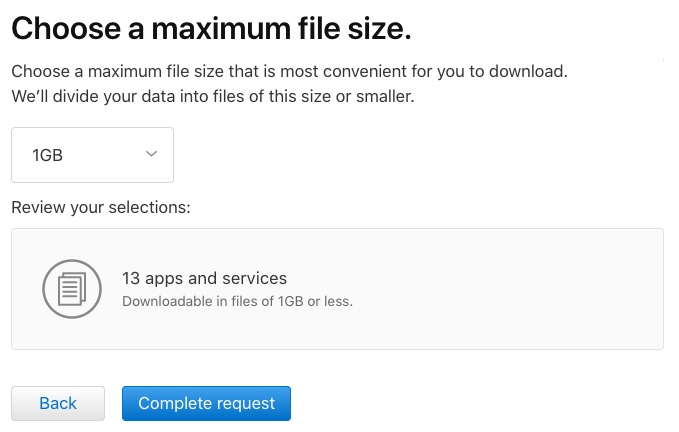 Choose a maximum file size.
Choose a maximum file size that is most convenient for you to download.
We’ll divide your data into files of this size or smaller.
1GB
Review your selections:
13 apps and services
Downloadable in files of 1GB or less.
Back
Complete request